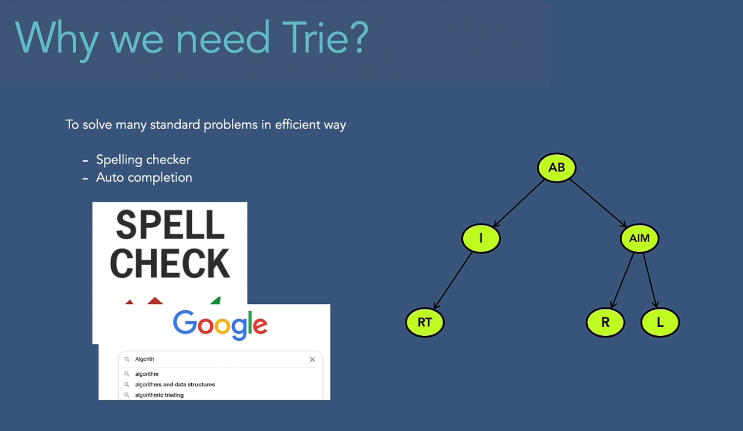 Why we need Trie?
To solve many standard problems in efficient way
- Spelling checker
- Auto completion
SPELL
CHECK
Google
Algorith
algorithm
algorithms and data structures
algorithmic trading
AB
I
AIM
RT
R
L